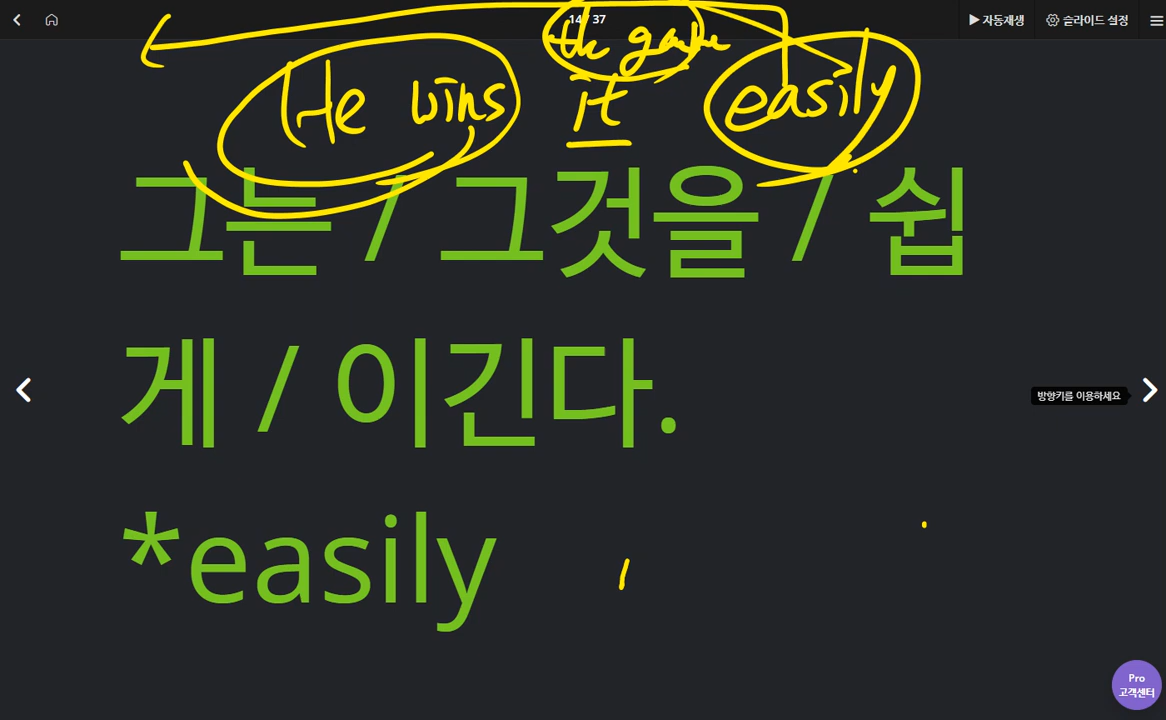 14 / 37
자동재생
슬라이드 설정
the game
He wins it easily
그는 / 그것을 / 쉽
게 / 이긴다.
방향키를 이용하세요
*easily
Pro
고객센터